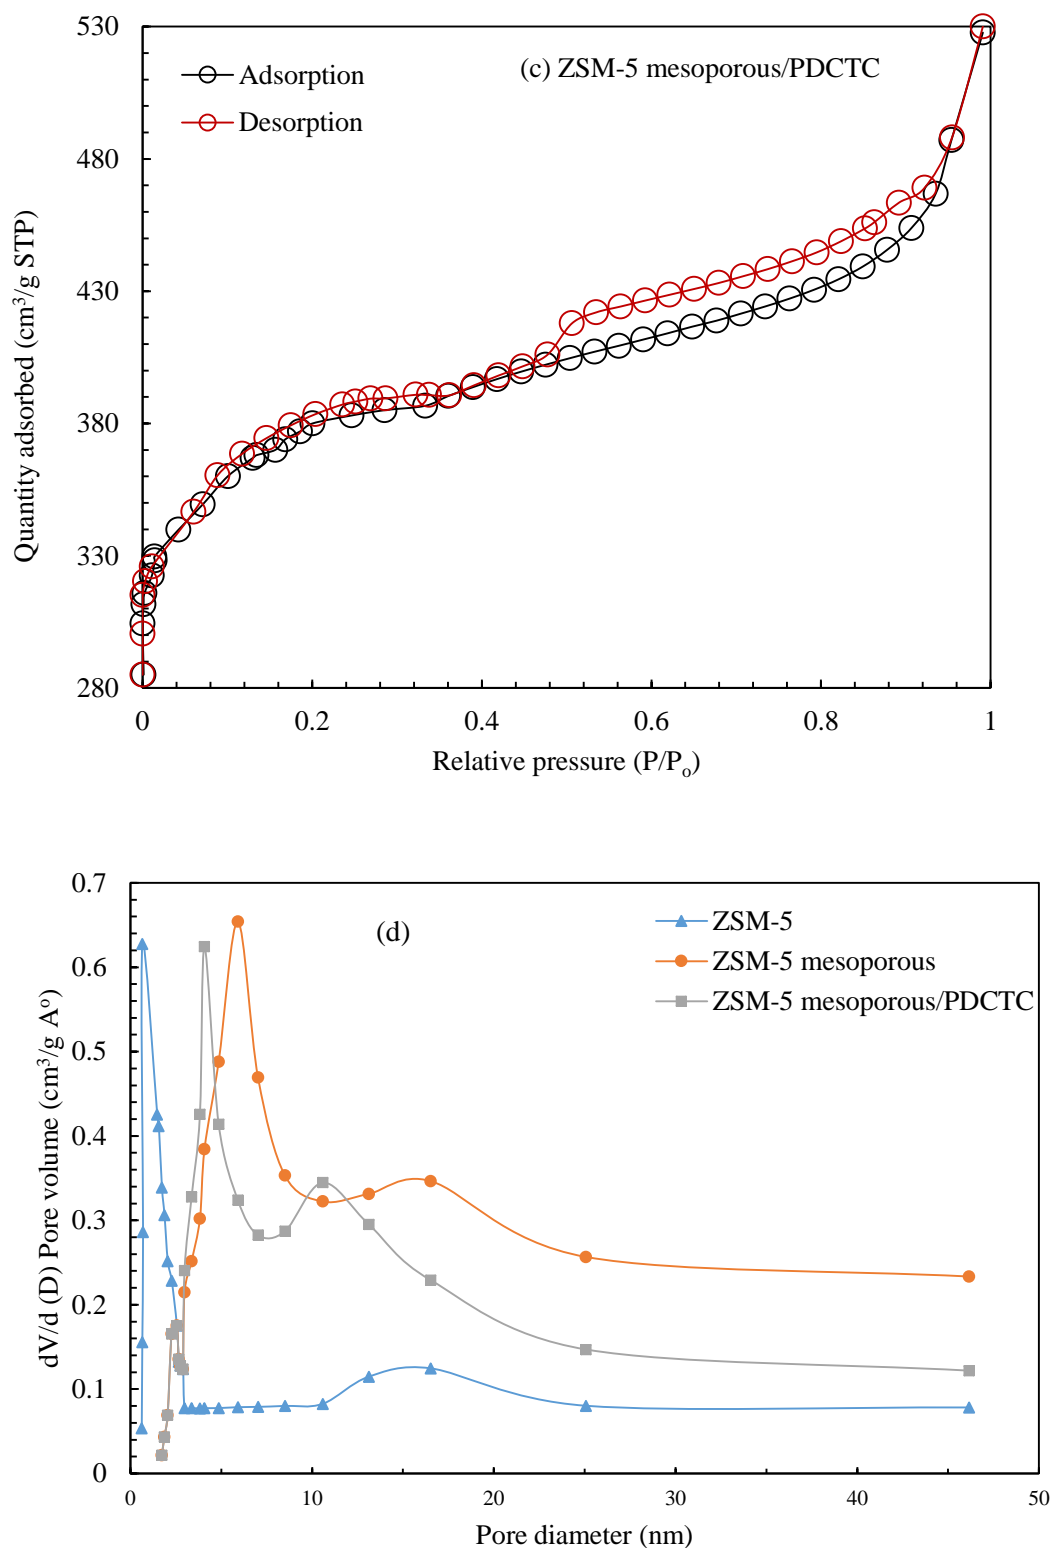 530
480
430
380
330
280
Quantity adsorbed (cm³/g STP)
Adsorption
Desorption
(c) ZSM-5 mesoporous/PDCTC
0 0.2 0.4 0.6 0.8 1
Relative pressure (P/Pₒ)
0.7
0.6
0.5
0.4
0.3
0.2
0.1
0
dV/d (D) Pore volume (cm³/g Aᵒ)
(d)
ZSM-5
ZSM-5 mesoporous
ZSM-5 mesoporous/PDCTC
0 10 20 30 40 50
Pore diameter (nm)